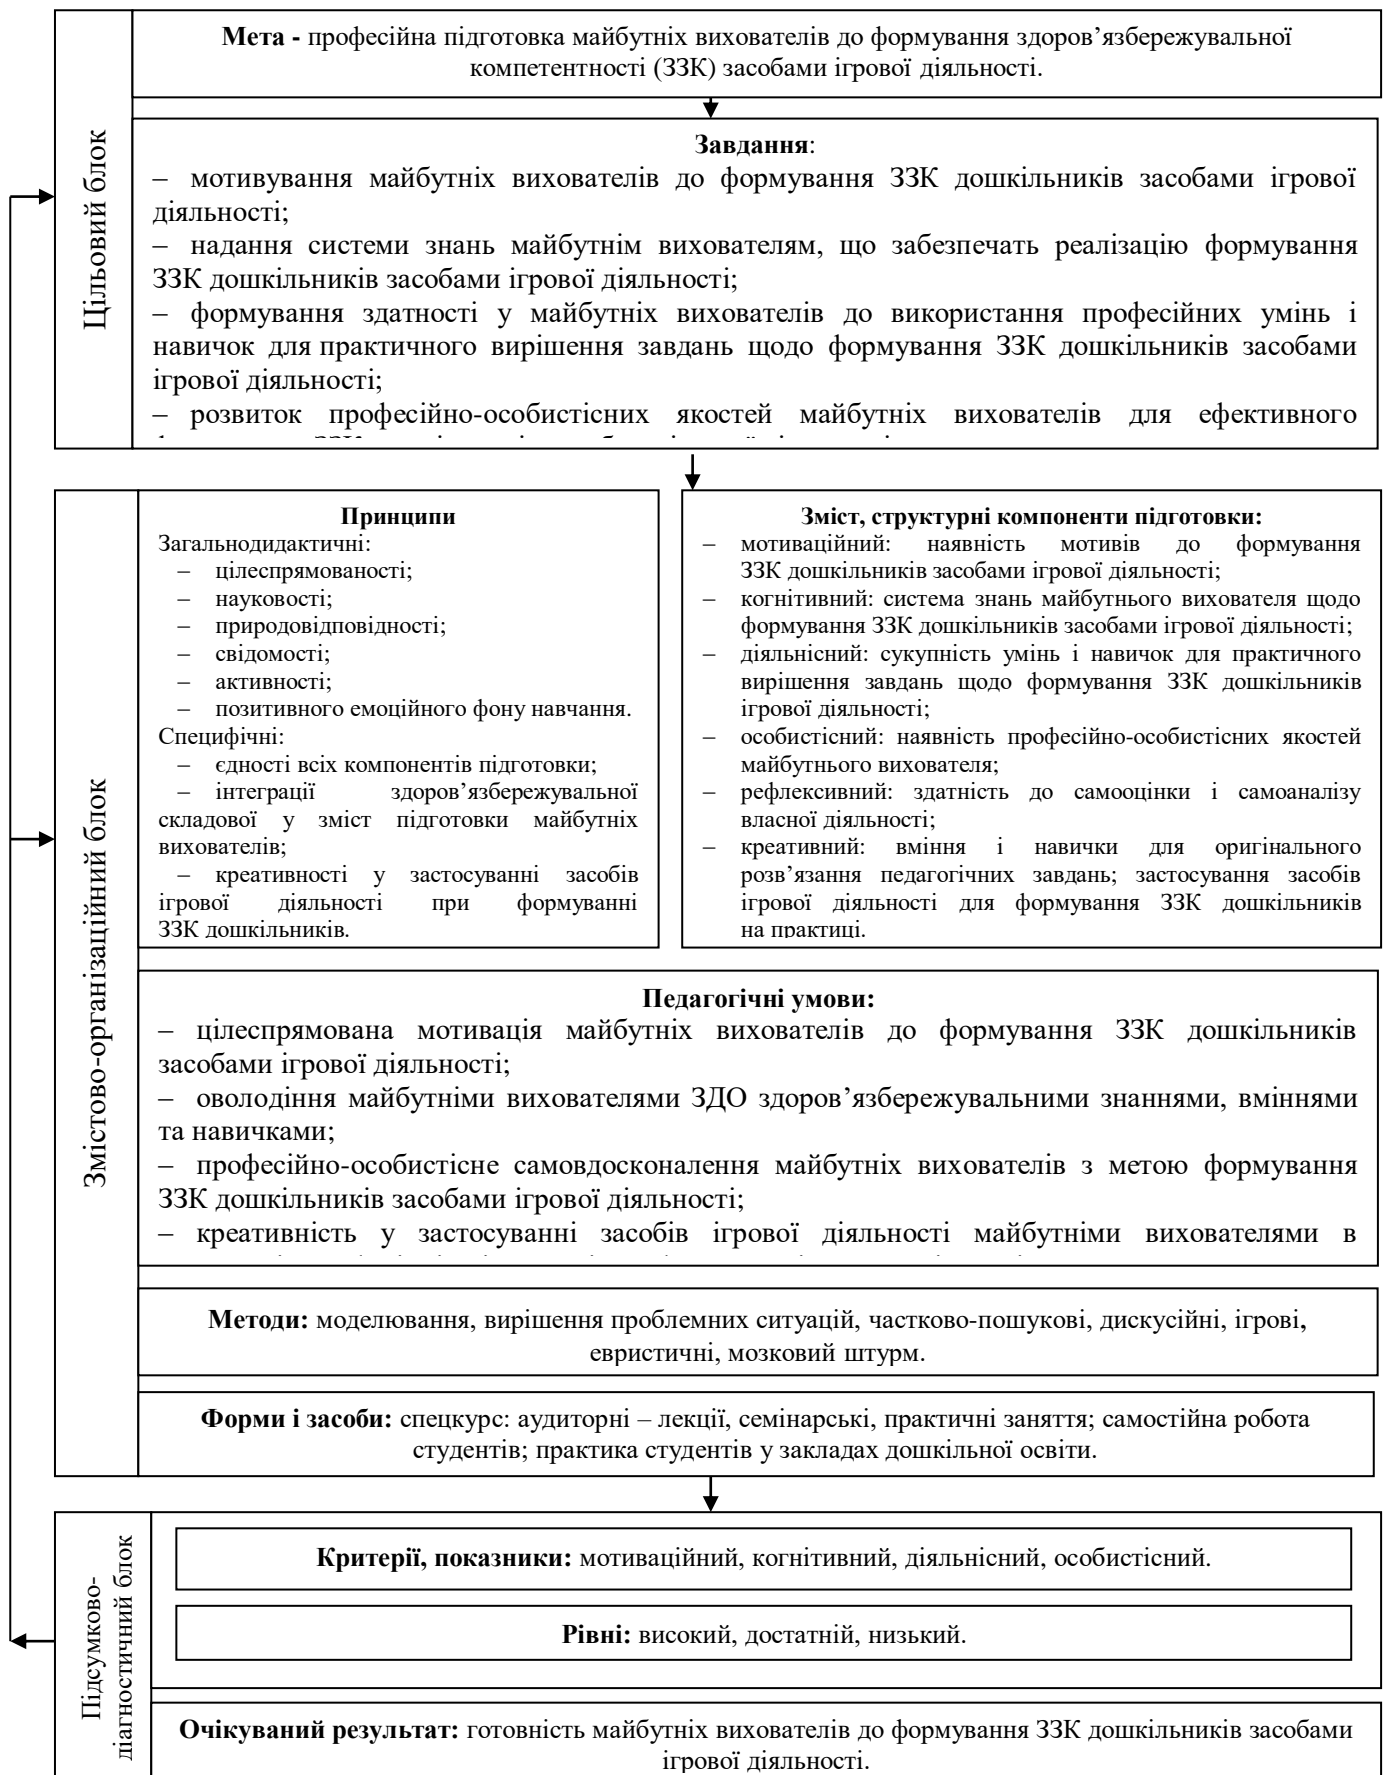 Мета - професійна підготовка майбутніх вихователів до формування здоров’язбережувальної
компетентності (ЗЗК) засобами ігрової діяльності.
Цільовий блок
Завдання:
– мотивування майбутніх вихователів до формування ЗЗК дошкільників засобами ігрової
діяльності;
– надання системи знань майбутнім вихователям, що забезпечать реалізацію формування
ЗЗК дошкільників засобами ігрової діяльності;
– формування здатності у майбутніх вихователів до використання професійних умінь і
навичок для практичного вирішення завдань щодо формування ЗЗК дошкільників засобами
ігрової діяльності;
– розвиток професійно-особистісних якостей майбутніх вихователів для ефективного
Змістово-організаційний блок
Принципи
Загальнодидактичні:
– цілеспрямованості;
– науковості;
– природовідповідності;
– свідомості;
– активності;
– позитивного емоційного фону навчання.
Специфічні:
– єдності всіх компонентів підготовки;
– інтеграції здоров’язбережувальної
складової у зміст підготовки майбутніх
вихователів;
– креативності у застосуванні засобів
ігрової діяльності при формуванні
ЗЗК дошкільників.
Зміст, структурні компоненти підготовки:
– мотиваційний: наявність мотивів до формування
ЗЗК дошкільників засобами ігрової діяльності;
– когнітивний: система знань майбутнього вихователя щодо
формування ЗЗК дошкільників засобами ігрової діяльності;
– діяльнісний: сукупність умінь і навичок для практичного
вирішення завдань щодо формування ЗЗК дошкільників
ігрової діяльності;
– особистісний: наявність професійно-особистісних якостей
майбутнього вихователя;
– рефлексивний: здатність до самооцінки і самоаналізу
власної діяльності;
– креативний: вміння і навички для оригінального
розв’язання педагогічних завдань; застосування засобів
ігрової діяльності для формування ЗЗК дошкільників
на практиці.
Педагогічні умови:
– цілеспрямована мотивація майбутніх вихователів до формування ЗЗК дошкільників
засобами ігрової діяльності;
– оволодіння майбутніми вихователями ЗДО здоров’язбережувальними знаннями, вміннями
та навичками;
– професійно-особистісне самовдосконалення майбутніх вихователів з метою формування
ЗЗК дошкільників засобами ігрової діяльності;
– креативність у застосуванні засобів ігрової діяльності майбутніми вихователями в
Методи: моделювання, вирішення проблемних ситуацій, частково-пошукові, дискусійні, ігрові,
евристичні, мозковий штурм.
Форми і засоби: спецкурс: аудиторні – лекції, семінарські, практичні заняття; самостійна робота
студентів; практика студентів у закладах дошкільної освіти.
Підсумково-
діагностичний блок
Критерії, показники: мотиваційний, когнітивний, діяльнісний, особистісний.
Рівні: високий, достатній, низький.
Очікуваний результат: готовність майбутніх вихователів до формування ЗЗК дошкільників засобами
ігрової діяльності.